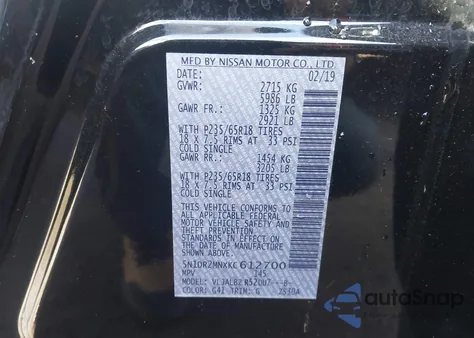 MFD BY NISSAN MOTOR CO., LTD.
DATE: 02/19
GVWR: 2715 KG
5986 LB
GAWR FR: 1325 KG
2921 LB
WITH P235/65R18 TIRES
18 X 7.5 RIMS AT 33 PSI
COLD SINGLE
GAWR RR: 1454 KG
3205 LB
WITH P235/65R18 TIRES
18 X 7.5 RIMS AT 33 PSI
COLD SINGLE
THIS VEHICLE CONFORMS TO
ALL APPLICABLE FEDERAL
MOTOR VEHICLE SAFETY
AND THEFT PREVENTION
STANDARDS IN EFFECT ON
THE DATE OF MANUFACTURE
SHOWN ABOVE.
5N1DR2MNXKC612700
MPV
COLOR: G41 TRIM: G
autoSnap